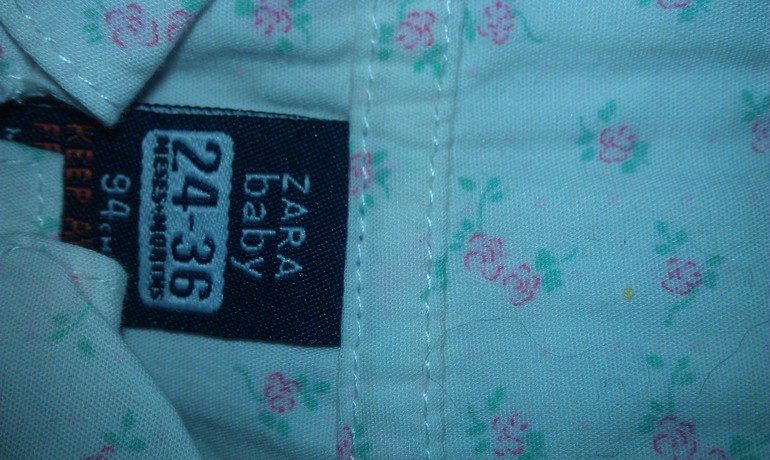 ZARA
baby
24-36
MESES-MONTHS
94cm
KEEP